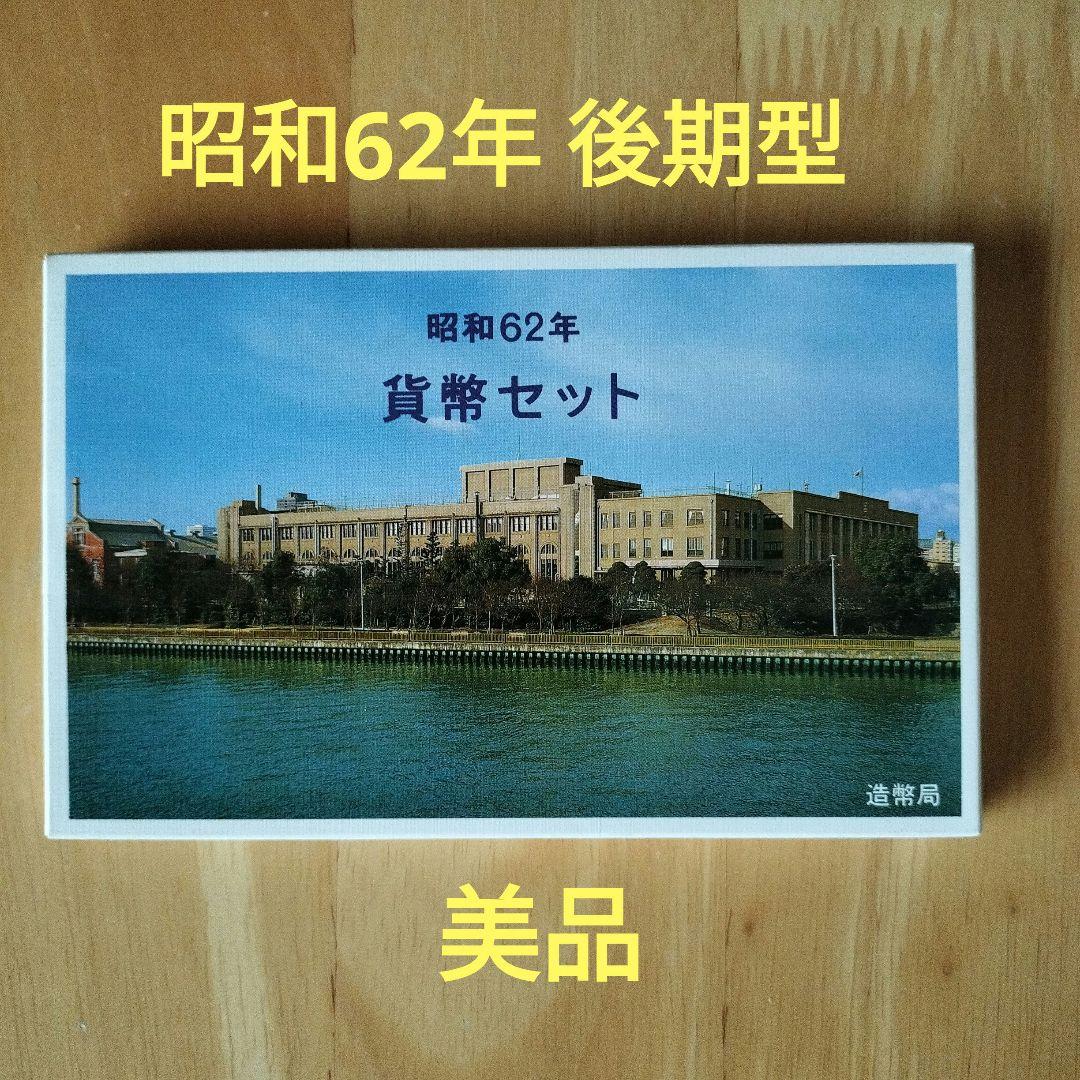 昭和62年 後期型
昭和62年
貨幣セット
造幣局
美品